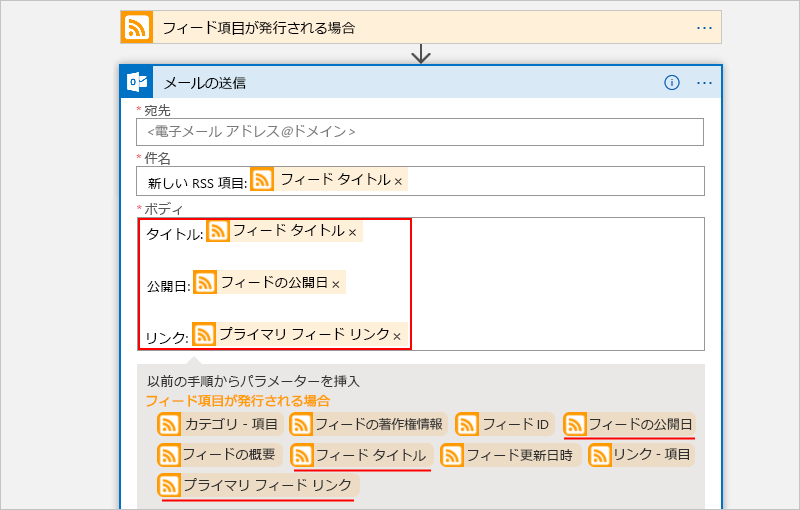 フィード項目が発行される場合 ...
メールの送信 ...
* 宛先
<電子メール アドレス@ドメイン>
* 件名
新しい RSS 項目: フィード タイトル ×
* ボディ
タイトル: フィード タイトル ×
公開日: フィードの公開日 ×
リンク: プライマリ フィード リンク ×
以前の手順からパラメーターを挿入
フィード項目が発行される場合
カテゴリ - 項目 フィードの著作権情報 フィード ID フィードの公開日
フィードの概要 フィード タイトル フィード更新日時 リンク - 項目
プライマリ フィード リンク